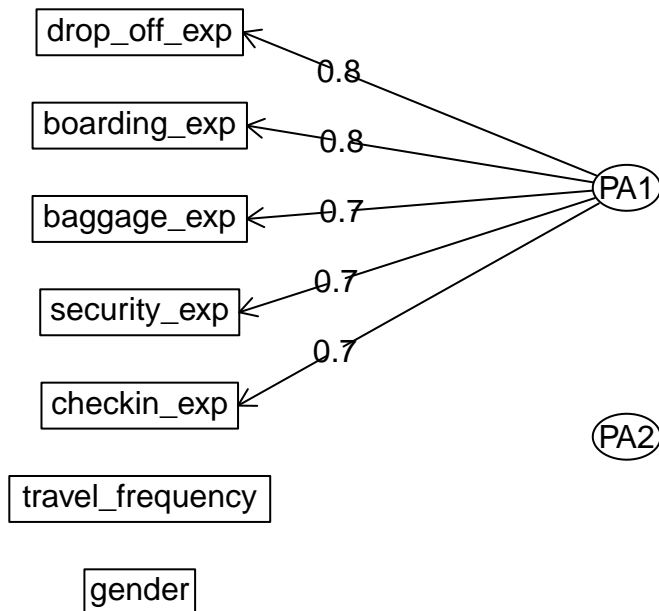 drop_off_exp
0.8
boarding_exp
0.8
PA1
baggage_exp
0.7
security_exp
0.7
0.7
checkin_exp
PA2
travel_frequency
gender